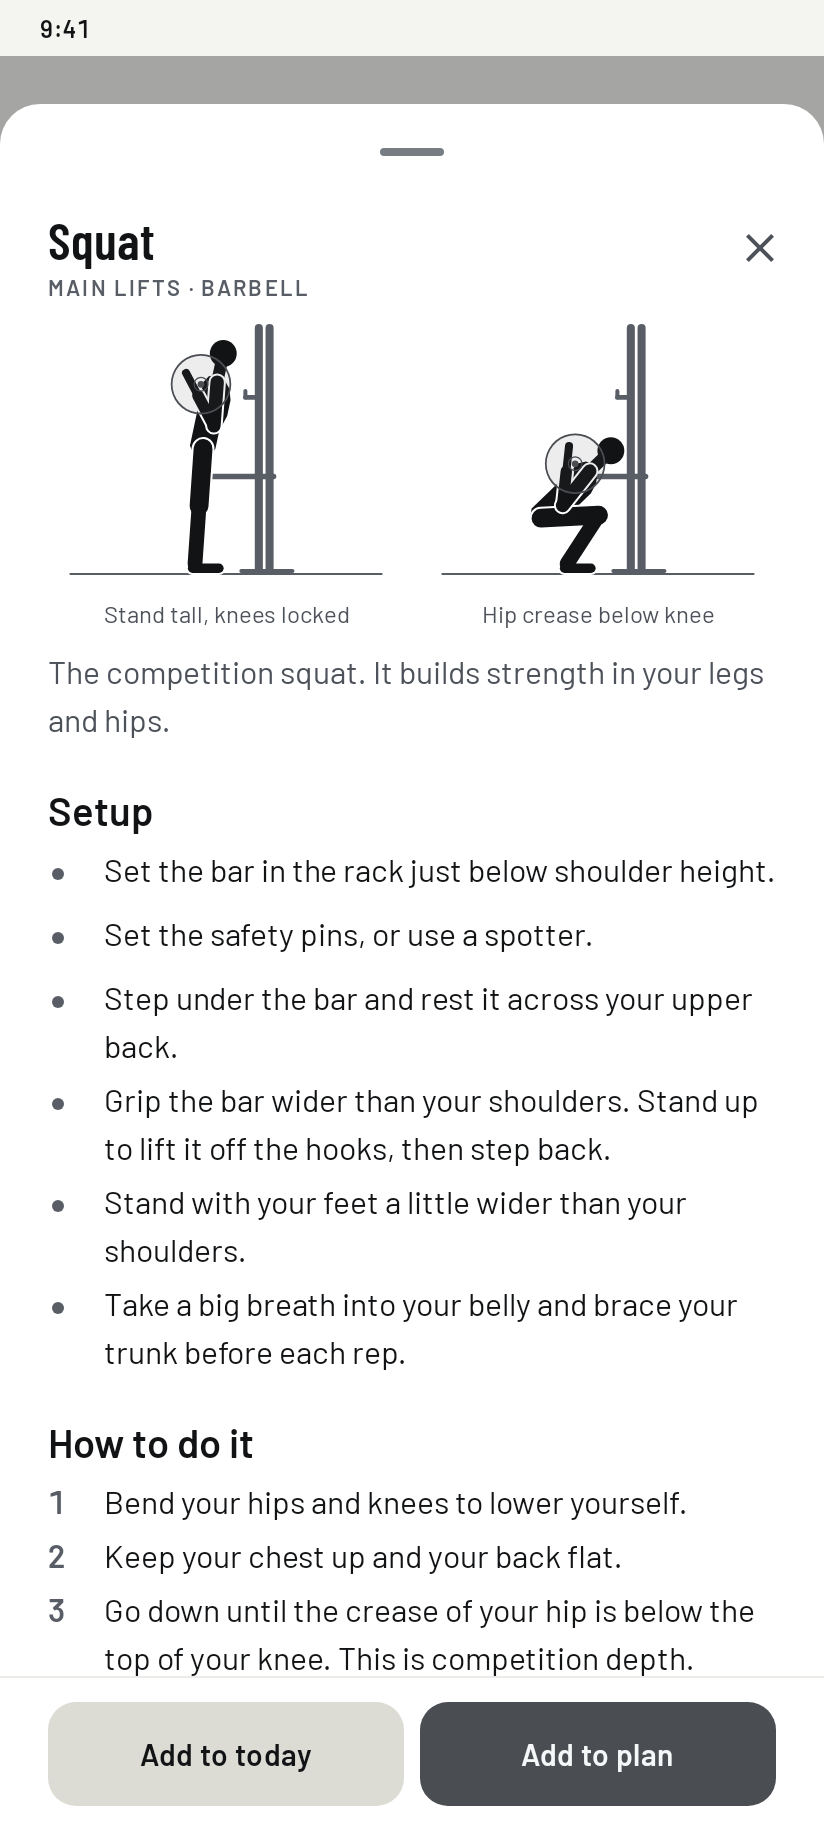 9:41
Squat
MAIN LIFTS · BARBELL
Stand tall, knees locked
Hip crease below knee
The competition squat. It builds strength in your legs
and hips.
Setup
• Set the bar in the rack just below shoulder height.
• Set the safety pins, or use a spotter.
• Step under the bar and rest it across your upper
back.
• Grip the bar wider than your shoulders. Stand up
to lift it off the hooks, then step back.
• Stand with your feet a little wider than your
shoulders.
• Take a big breath into your belly and brace your
trunk before each rep.
How to do it
1 Bend your hips and knees to lower yourself.
2 Keep your chest up and your back flat.
3 Go down until the crease of your hip is below the
top of your knee. This is competition depth.
Add to today
Add to plan